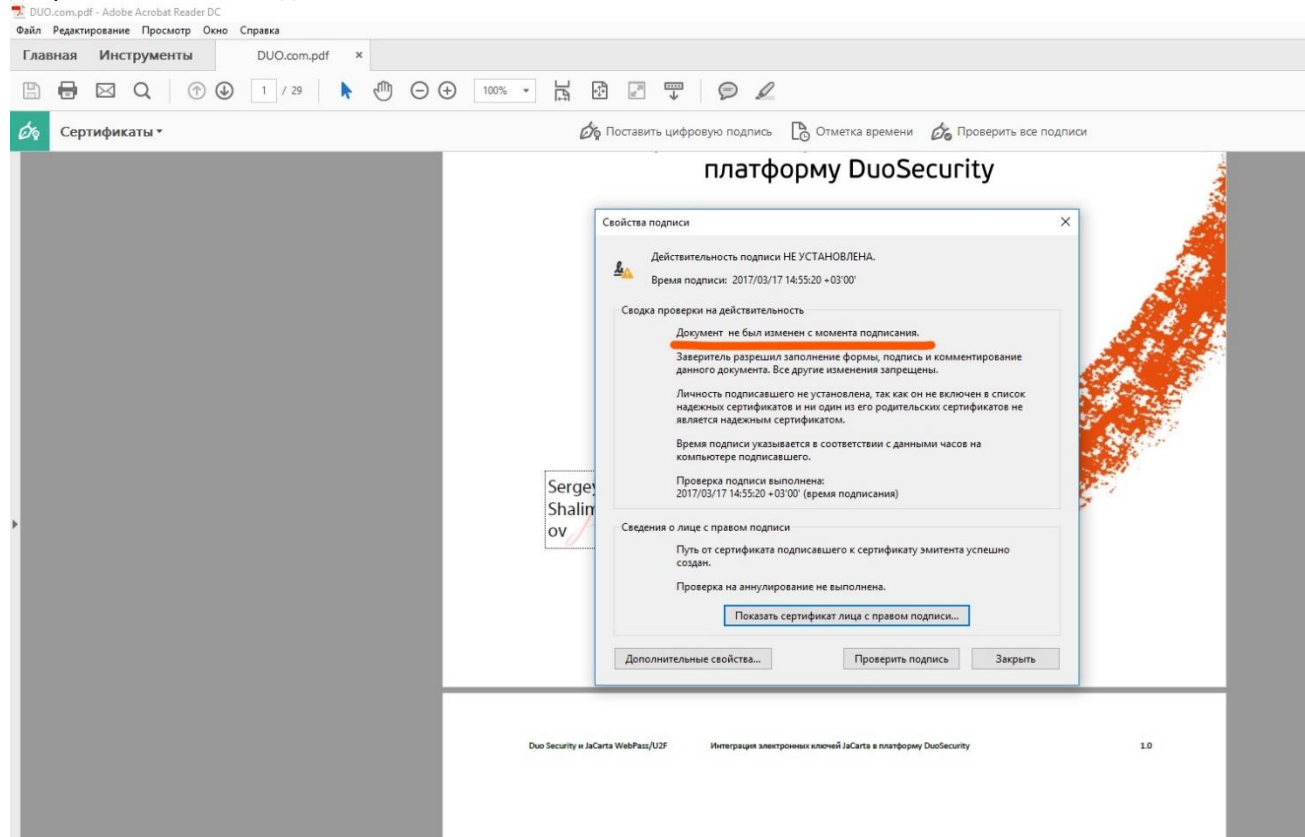 DUO.com.pdf - Adobe Acrobat Reader DC
Файл Редактирование Просмотр Окно Справка
Главная Инструменты DUO.com.pdf ×
1 / 29 100%
Сертификаты Поставить цифровую подпись Отметка времени Проверить все подписи
платформу DuoSecurity
Свойства подписи
Действительность подписи НЕ УСТАНОВЛЕНА.
Время подписи: 2017/03/17 14:55:20 +03'00'
Сводка проверки на действительность
Документ не был изменен с момента подписания.
Заверитель разрешил заполнение формы, подпись и комментирование
данного документа. Все другие изменения запрещены.
Личность подписавшего не установлена, так как он не включен в список
надежных сертификатов и ни один из его родительских сертификатов не
является надежным сертификатом.
Время подписи указывается в соответствии с данными часов на
компьютере подписавшего.
Проверка подписи выполнена:
2017/03/17 14:55:20 +03'00' (время подписания)
Sergey
Shalim
ov
Сведения о лице с правом подписи
Путь от сертификата подписавшего к сертификату эмитента успешно
создан.
Проверка на аннулирование не выполнена.
Показать сертификат лица с правом подписи...
Дополнительные свойства... Проверить подпись Закрыть
Duo Security и JaCarta WebPass/U2F Интеграция электронных ключей JaCarta в платформу DuoSecurity 1.0